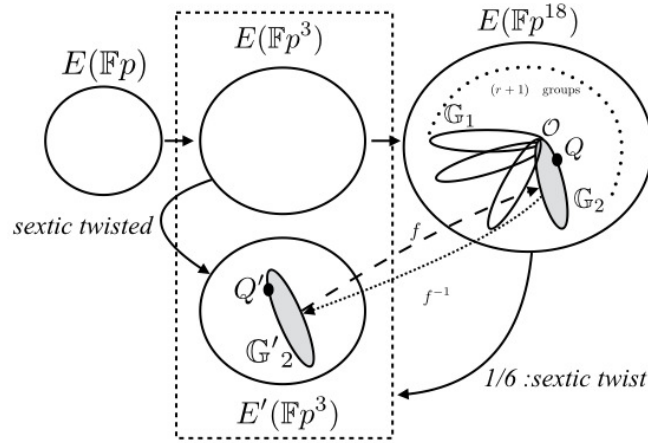 E(𝔽p)
E(𝔽p³)
E(𝔽p¹⁸)
(r + 1) groups
𝔾₁
𝒪
Q
𝔾₂
sextic twisted
f
f⁻¹
Q′
𝔾′₂
1/6 :sextic twist
E′(𝔽p³)